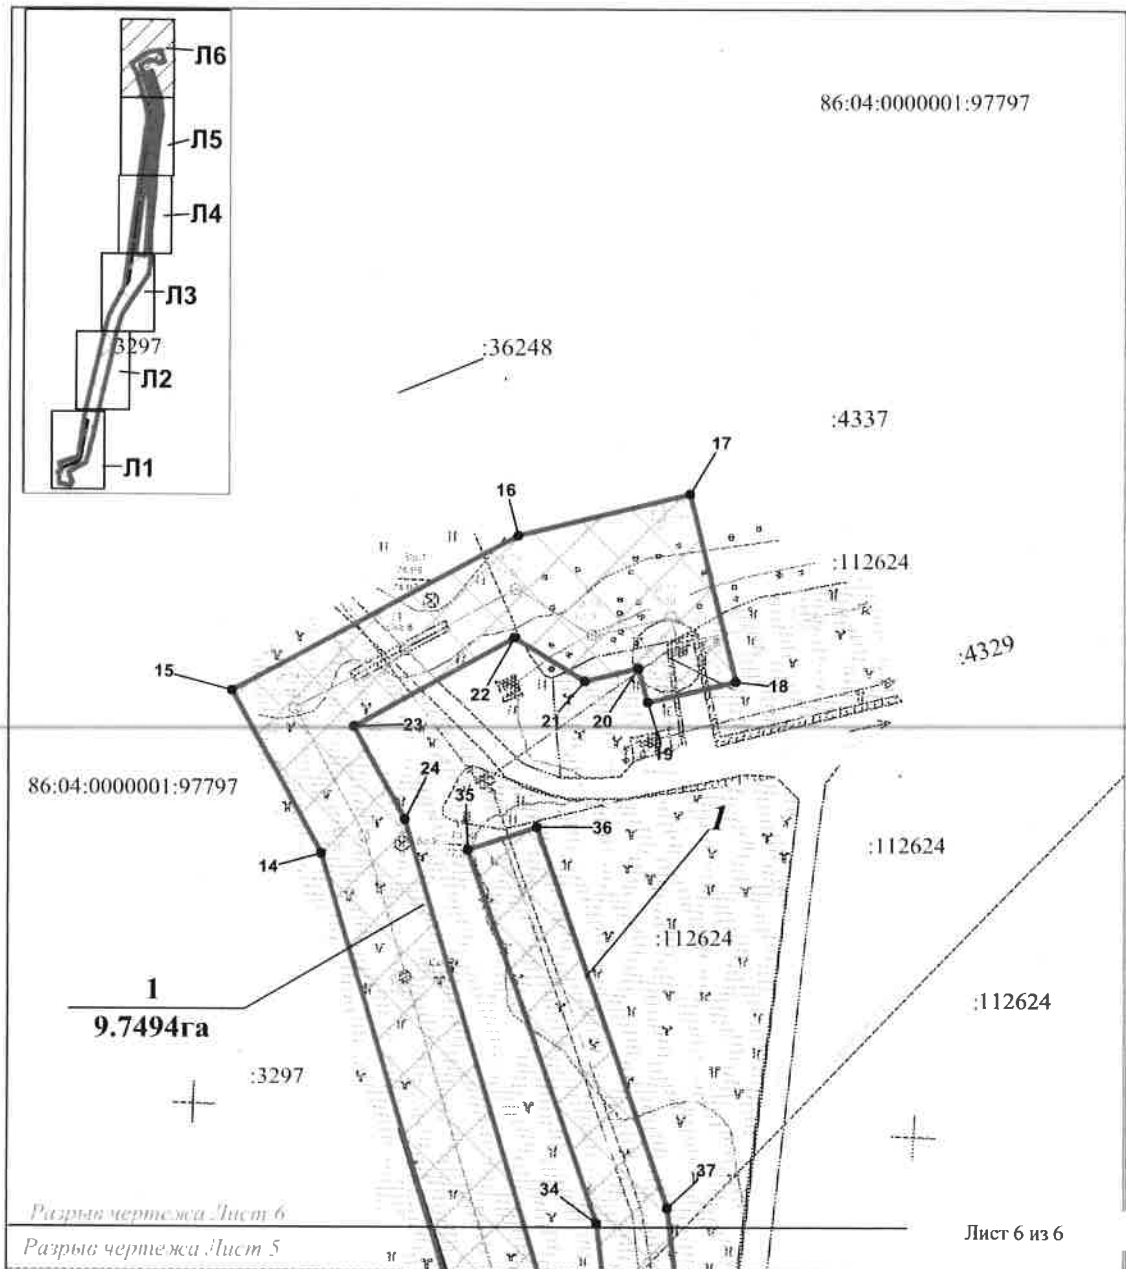 Л6
86:04:0000001:97797
Л5
Л4
Л3
3297
:36248
Л2
:4337
17
Л1
16
:112624
:4329
15
22
18
21
20
19
23
86:04:0000001:97797
24
35
36
1
:112624
14
:112624
1
9.7494га
:112624
:3297
37
34
Разрыв чертежа Лист 6
Лист 6 из 6
Разрыв чертежа Лист 5